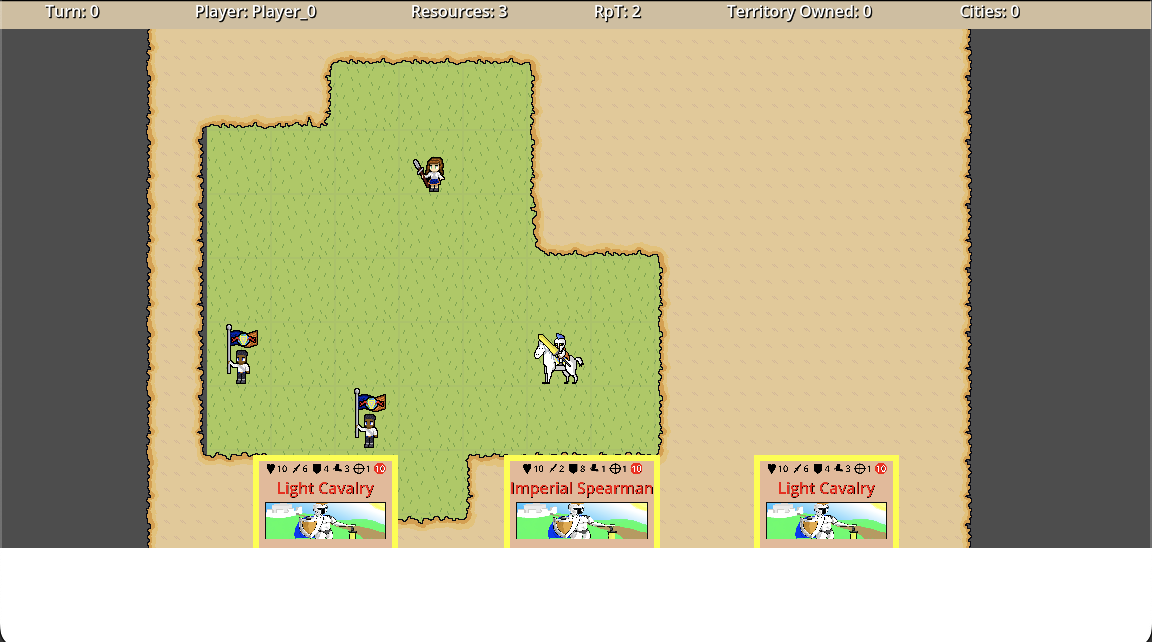 Turn: 0 Player: Player_0 Resources: 3 RpT: 2 Territory Owned: 0 Cities: 0
10 6 4 3 1 10
Light Cavalry
10 2 8 1 1 10
Imperial Spearman
10 6 4 3 1 10
Light Cavalry